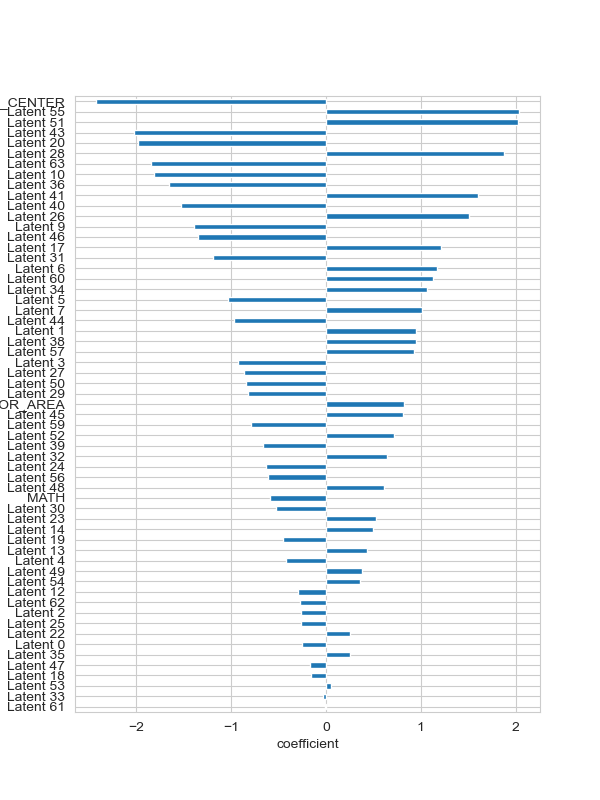 _CENTER
Latent 55
Latent 51
Latent 43
Latent 20
Latent 28
Latent 63
Latent 10
Latent 36
Latent 41
Latent 40
Latent 26
Latent 9
Latent 46
Latent 17
Latent 31
Latent 6
Latent 60
Latent 34
Latent 5
Latent 7
Latent 44
Latent 1
Latent 38
Latent 57
Latent 3
Latent 27
Latent 50
Latent 29
OR_AREA
Latent 45
Latent 59
Latent 52
Latent 39
Latent 32
Latent 24
Latent 56
Latent 48
MATH
Latent 30
Latent 23
Latent 14
Latent 19
Latent 13
Latent 4
Latent 49
Latent 54
Latent 12
Latent 62
Latent 2
Latent 25
Latent 22
Latent 0
Latent 35
Latent 47
Latent 18
Latent 53
Latent 33
Latent 61
−2 −1 0 1 2
coefficient